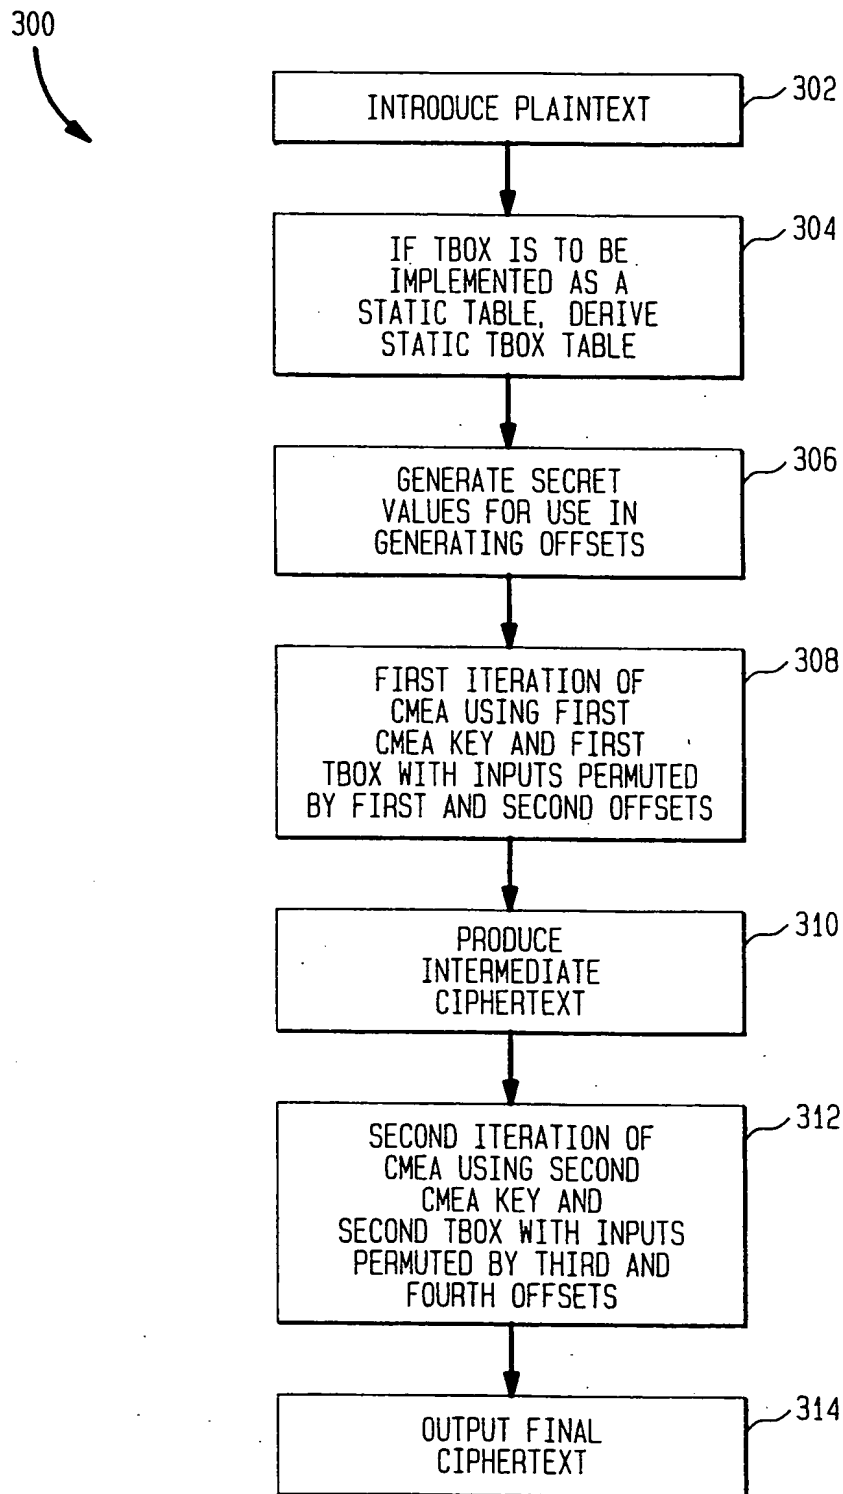 300
INTRODUCE PLAINTEXT
302
IF TBOX IS TO BE
IMPLEMENTED AS A
STATIC TABLE, DERIVE
STATIC TBOX TABLE
304
GENERATE SECRET
VALUES FOR USE IN
GENERATING OFFSETS
306
FIRST ITERATION OF
CMEA USING FIRST
CMEA KEY AND FIRST
TBOX WITH INPUTS PERMUTED
BY FIRST AND SECOND OFFSETS
308
PRODUCE
INTERMEDIATE
CIPHERTEXT
310
SECOND ITERATION OF
CMEA USING SECOND
CMEA KEY AND
SECOND TBOX WITH INPUTS
PERMUTED BY THIRD AND
FOURTH OFFSETS
312
OUTPUT FINAL
CIPHERTEXT
314